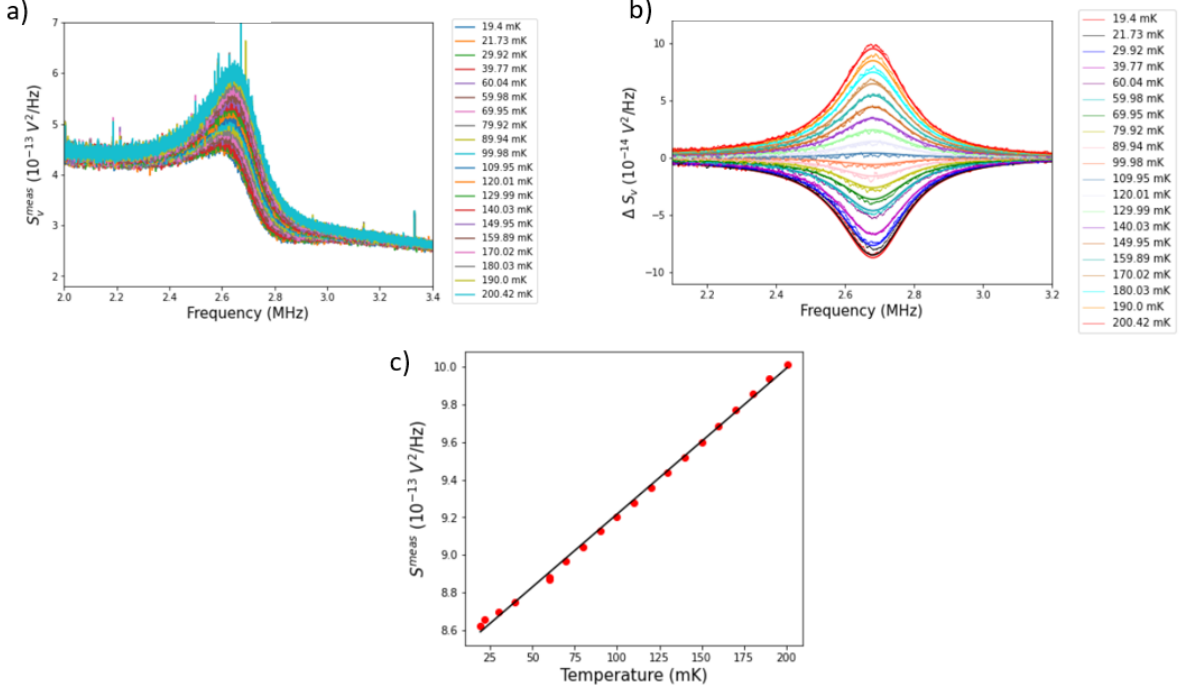 a)
7
6
5
4
3
2
2.0 2.2 2.4 2.6 2.8 3.0 3.2 3.4
Frequency (MHz)
S_v^meas (10^-13 V^2/Hz)
19.4 mK
21.73 mK
29.92 mK
39.77 mK
60.04 mK
59.98 mK
69.95 mK
79.92 mK
89.94 mK
99.98 mK
109.95 mK
120.01 mK
129.99 mK
140.03 mK
149.95 mK
159.89 mK
170.02 mK
180.03 mK
190.0 mK
200.42 mK
b)
10
5
0
−5
−10
2.2 2.4 2.6 2.8 3.0 3.2
Frequency (MHz)
Δ S_v (10^-14 V^2/Hz)
19.4 mK
21.73 mK
29.92 mK
39.77 mK
60.04 mK
59.98 mK
69.95 mK
79.92 mK
89.94 mK
99.98 mK
109.95 mK
120.01 mK
129.99 mK
140.03 mK
149.95 mK
159.89 mK
170.02 mK
180.03 mK
190.0 mK
200.42 mK
c)
10.0
9.8
9.6
9.4
9.2
9.0
8.8
8.6
25 50 75 100 125 150 175 200
Temperature (mK)
S^meas (10^-13 V^2/Hz)